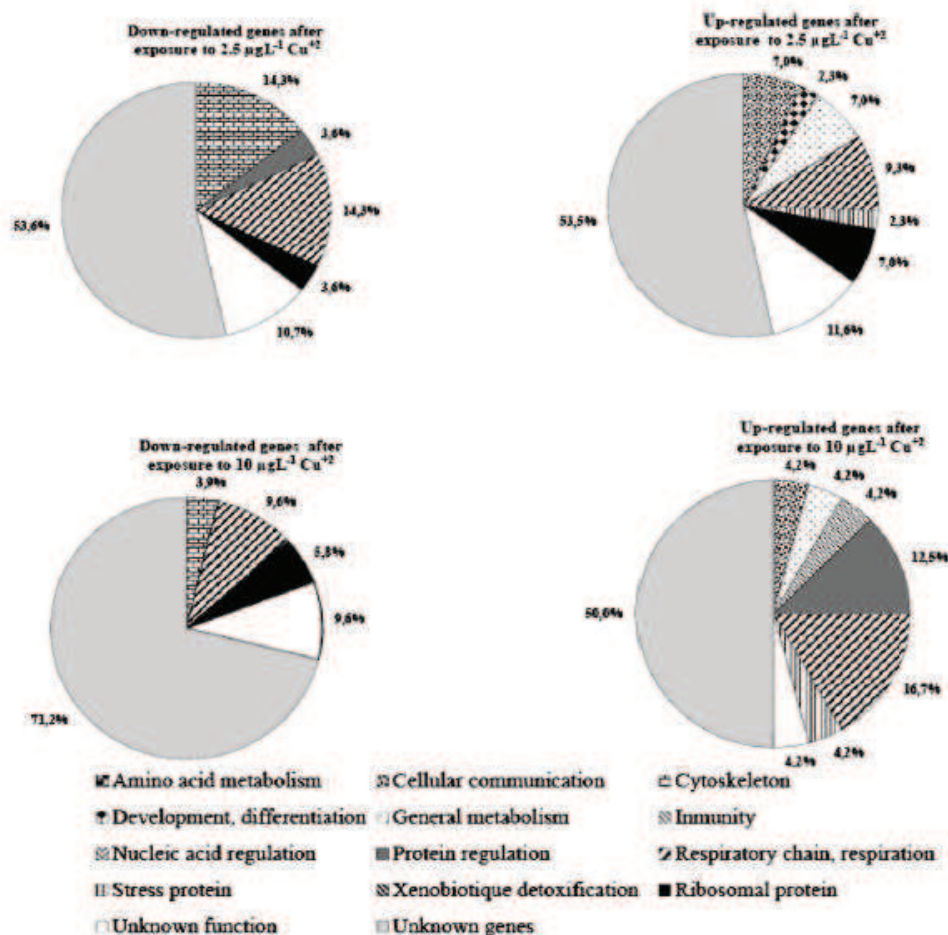 Down-regulated genes after
exposure to 2.5 µgL⁻¹ Cu⁺²
14,3%
3,6%
14,3%
3,6%
10,7%
53,6%
Up-regulated genes after
exposure to 2.5 µgL⁻¹ Cu⁺²
7,0%
2,3%
7,0%
9,3%
2,3%
7,0%
11,6%
53,5%
Down-regulated genes after
exposure to 10 µgL⁻¹ Cu⁺²
3,9%
9,6%
5,8%
9,6%
71,2%
Up-regulated genes after
exposure to 10 µgL⁻¹ Cu⁺²
4,2%
4,2%
4,2%
12,5%
16,7%
4,2%
4,2%
50,0%
Amino acid metabolism Cellular communication Cytoskeleton
Development, differentiation General metabolism Inmunity
Nucleic acid regulation Protein regulation Respiratory chain, respiration
Stress protein Xenobiotique detoxification Ribosomal protein
Unknown function Unknown genes